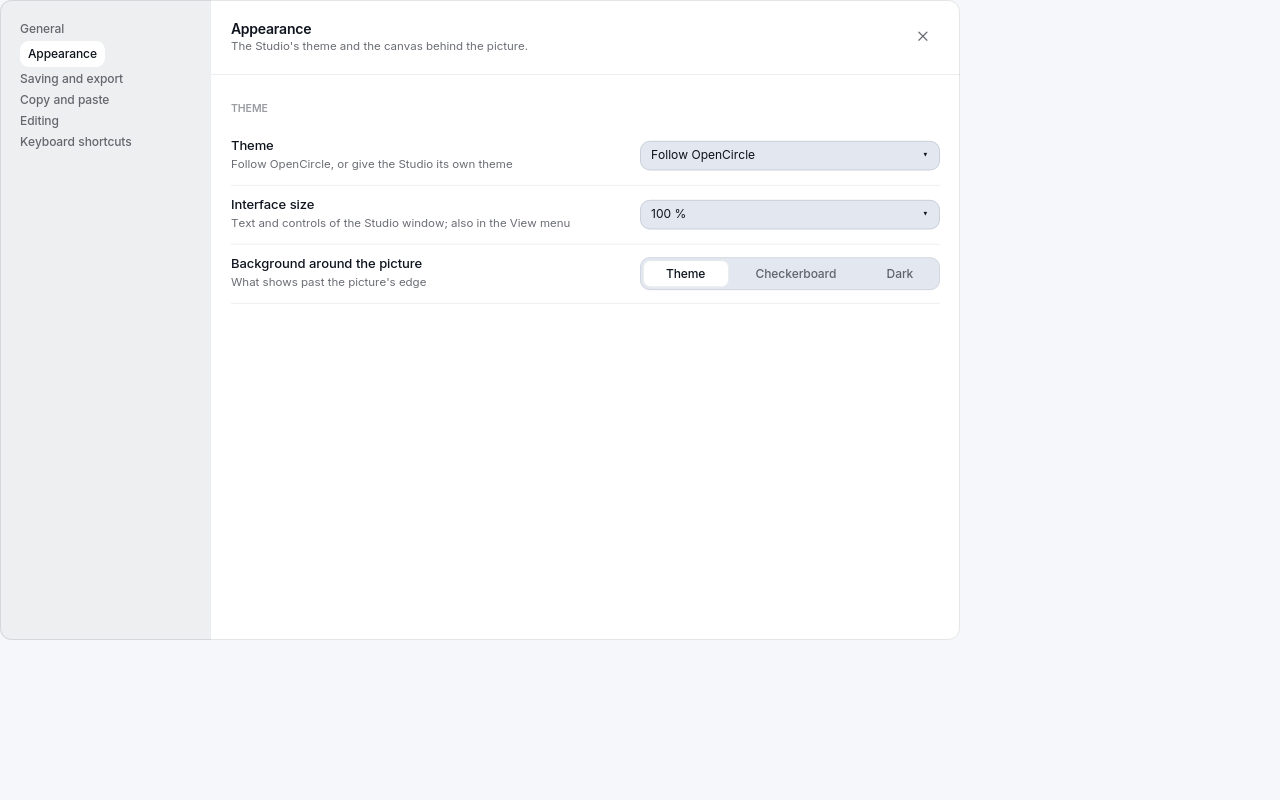 General
Appearance
Saving and export
Copy and paste
Editing
Keyboard shortcuts
Appearance
The Studio's theme and the canvas behind the picture.
THEME
Theme
Follow OpenCircle, or give the Studio its own theme
Follow OpenCircle
Interface size
Text and controls of the Studio window; also in the View menu
100 %
Background around the picture
What shows past the picture's edge
Theme Checkerboard Dark